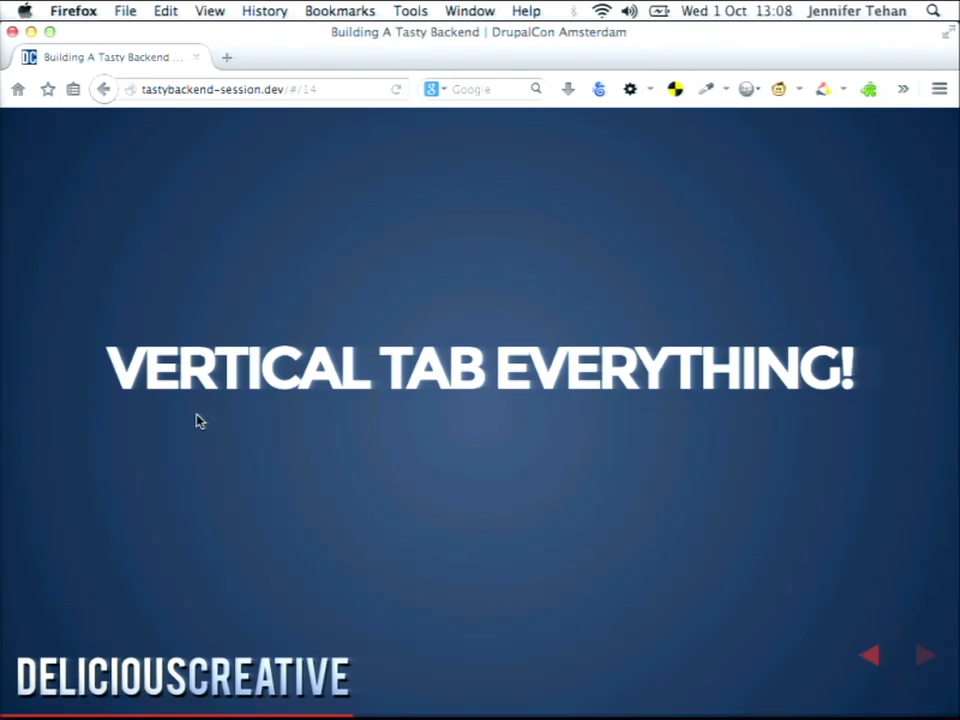 Firefox File Edit View History Bookmarks Tools Window Help Wed 1 Oct 13:08 Jennifer Tehan
Building A Tasty Backend | DrupalCon Amsterdam
DC Building A Tasty Backend ...
tastybackend-session.dev/#/14 Google
VERTICAL TAB EVERYTHING!
DELICIOUSCREATIVE